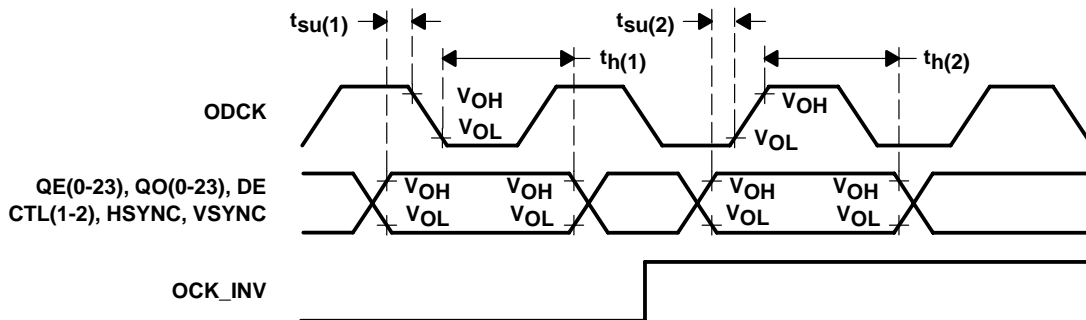 tsu(1)
tsu(2)
th(1)
th(2)
ODCK
VOH
VOL
VOH
VOL
QE(0-23), QO(0-23), DE
CTL(1-2), HSYNC, VSYNC
VOH VOH VOH VOH
VOL VOL VOL VOL
OCK_INV